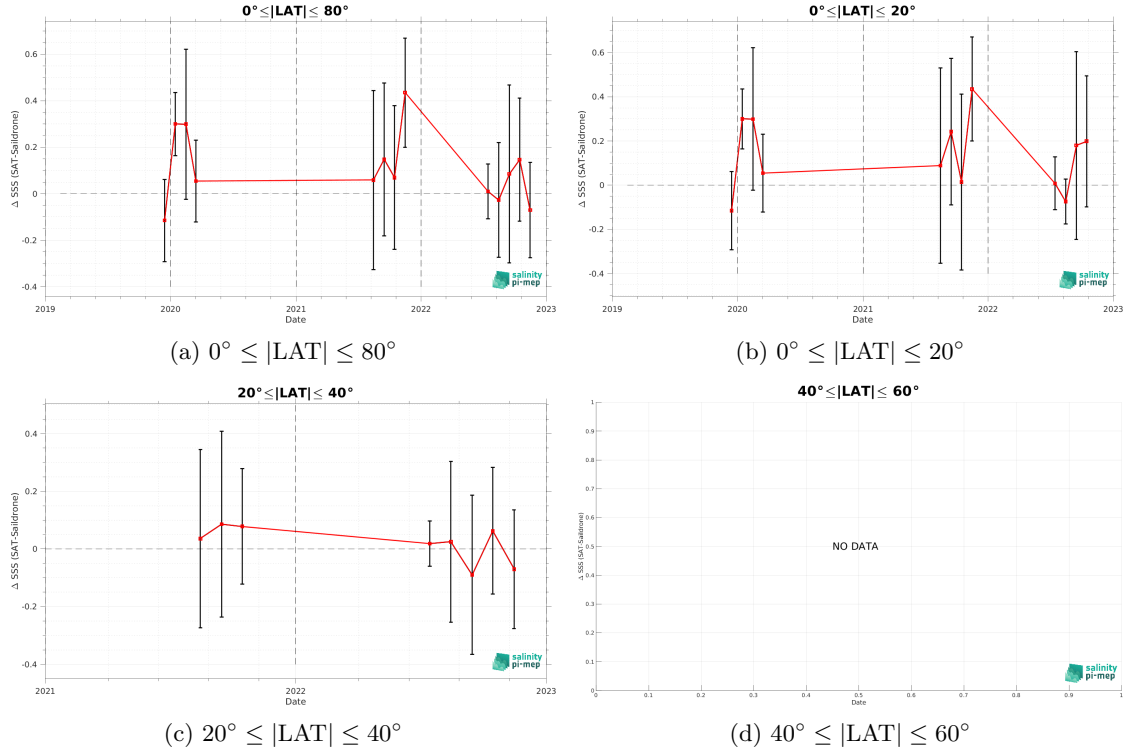 0°≤|LAT|≤ 80°
Δ SSS (SAT-Saildrone)
0.6
0.4
0.2
0
-0.2
-0.4
salinity
pi-mep
2019 2020 2021 2022 2023
Date
(a) 0° ≤ |LAT| ≤ 80°
0°≤|LAT|≤ 20°
Δ SSS (SAT-Saildrone)
0.6
0.4
0.2
0
-0.2
-0.4
salinity
pi-mep
2019 2020 2021 2022 2023
Date
(b) 0° ≤ |LAT| ≤ 20°
20°≤|LAT|≤ 40°
Δ SSS (SAT-Saildrone)
0.4
0.2
0
-0.2
-0.4
salinity
pi-mep
2021 2022 2023
Date
(c) 20° ≤ |LAT| ≤ 40°
40°≤|LAT|≤ 60°
Δ SSS (SAT-Saildrone)
1
0.9
0.8
0.7
0.6
0.5
NO DATA
0.4
0.3
0.2
0.1
0
salinity
pi-mep
0 0.1 0.2 0.3 0.4 0.5 0.6 0.7 0.8 0.9 1
Date
(d) 40° ≤ |LAT| ≤ 60°